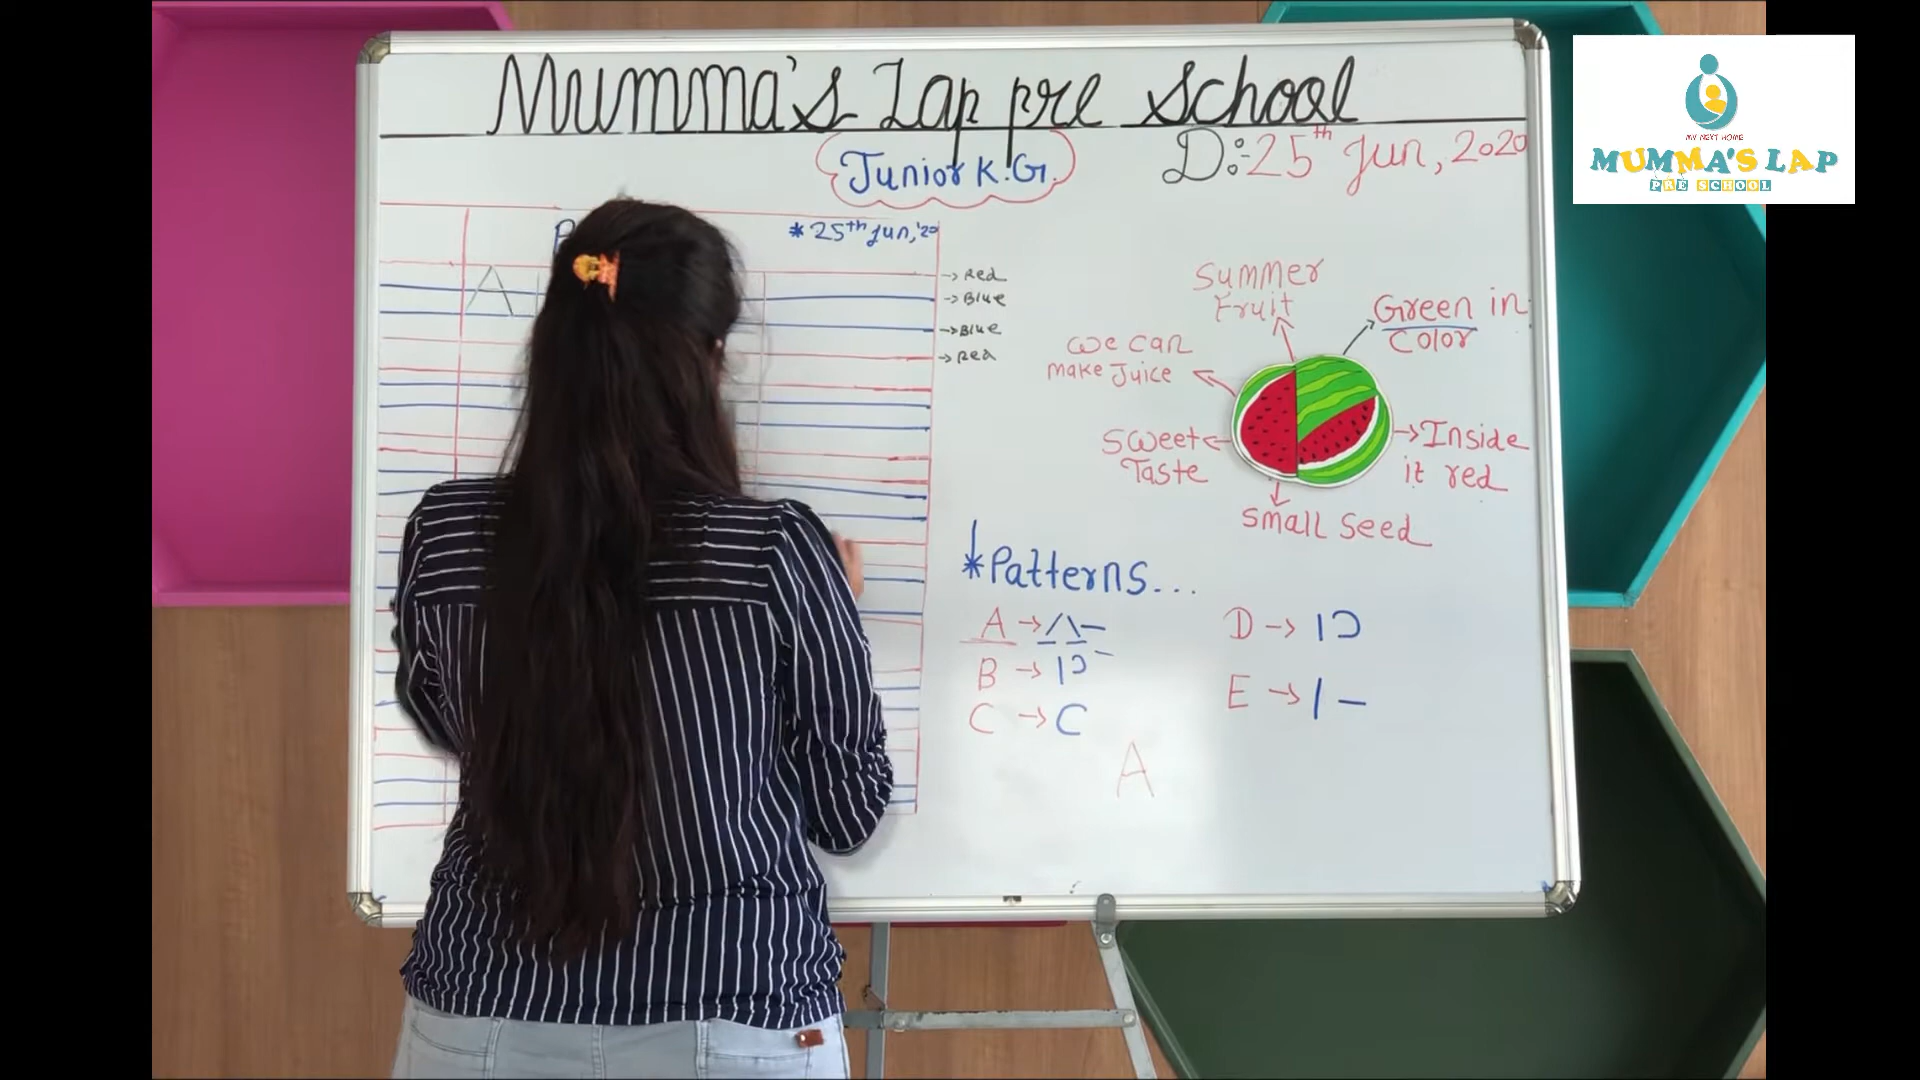 Mumma's Lap pre school
Junior K.G.
D:-25th Jun, 2020
MY NEXT HOME
MUMMA'S LAP
PRE SCHOOL
* 25th Jun,'20
A
→ Red
→ Blue
→ Blue
→ Red
Summer
Fruit
Green in
Color
we can
make Juice
Sweet
Taste
Inside
it red
Small Seed
*Patterns...
A → / \ —
B → | Ɔ
C → C
D → | Ɔ
E → | —
A